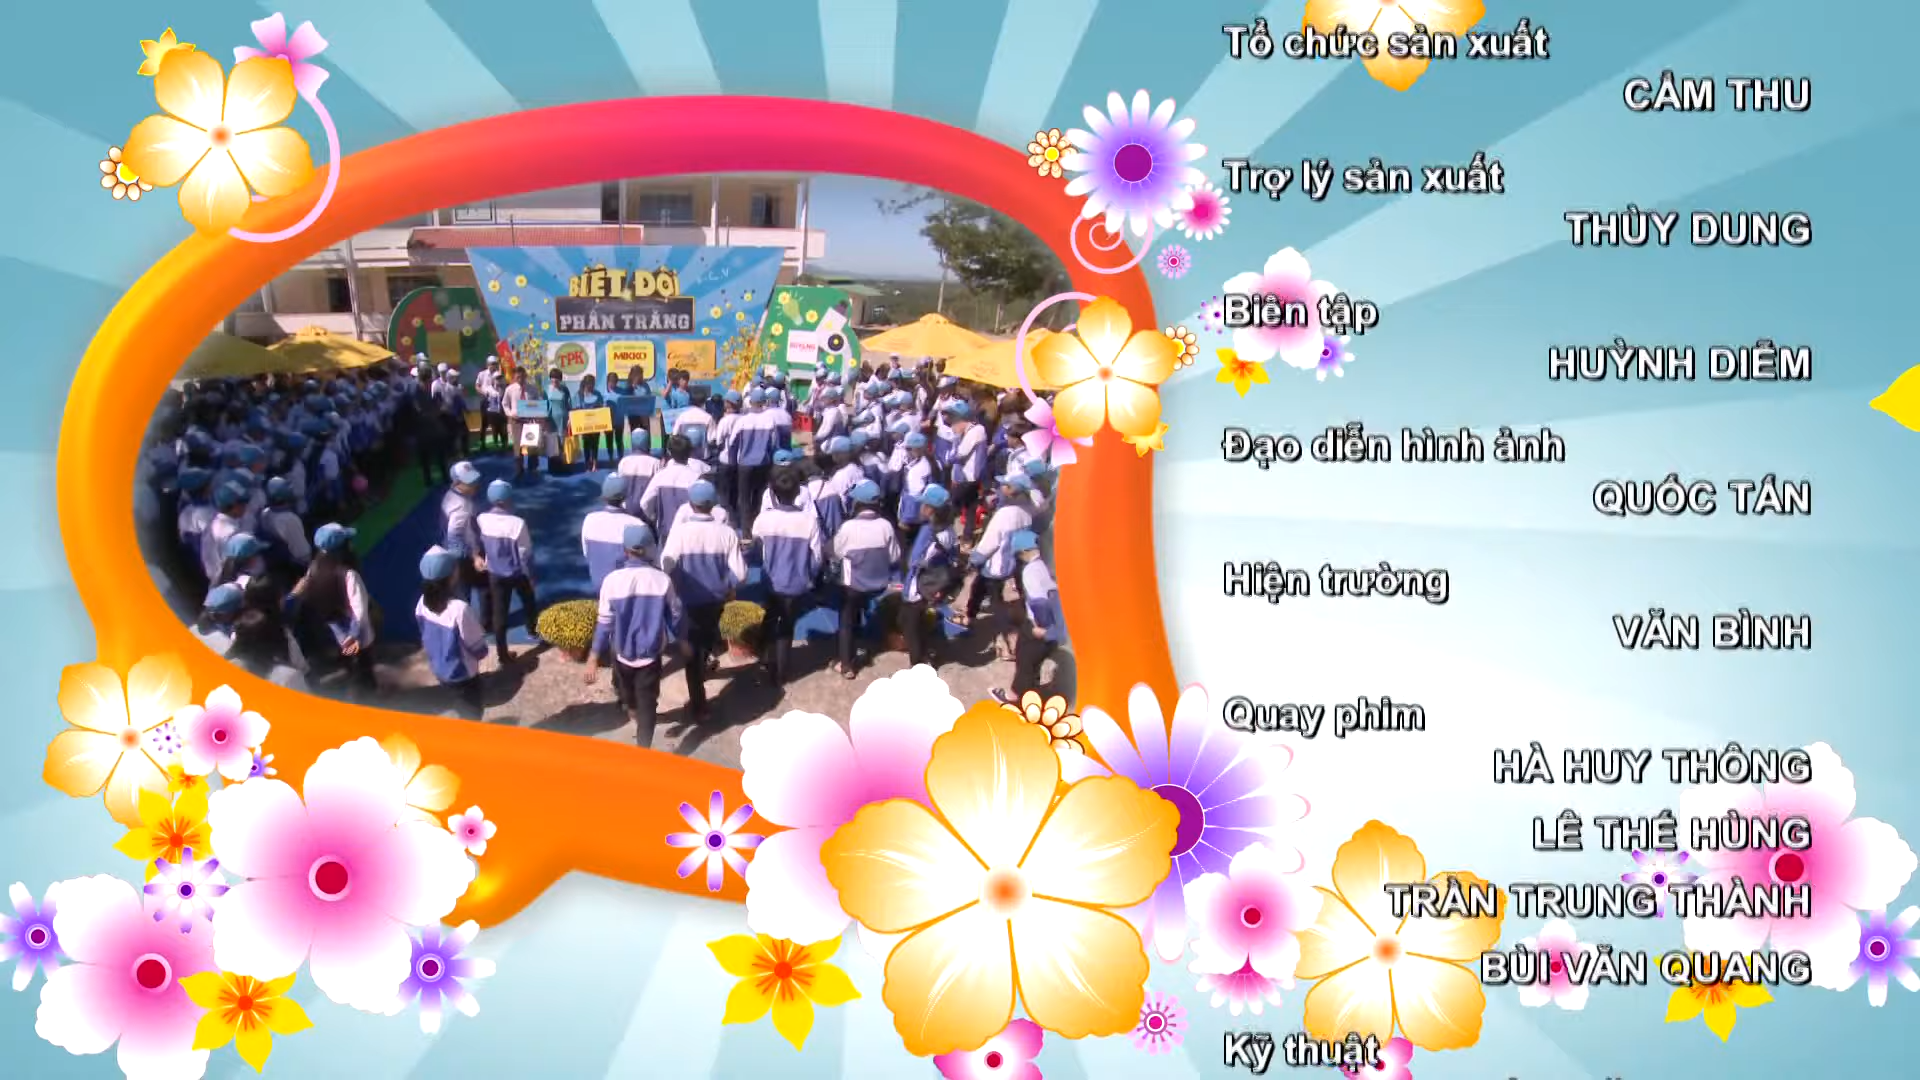 Tổ chức sản xuất
CẨM THU
Trợ lý sản xuất
THÙY DUNG
Biên tập
HUỲNH DIỄM
Đạo diễn hình ảnh
QUỐC TẤN
Hiện trường
VĂN BÌNH
Quay phim
HÀ HUY THÔNG
LÊ THẾ HÙNG
TRẦN TRUNG THÀNH
BÙI VĂN QUANG
Kỹ thuật
BIỆT ĐỘI
PHẤN TRẮNG
TPK
MIKKO